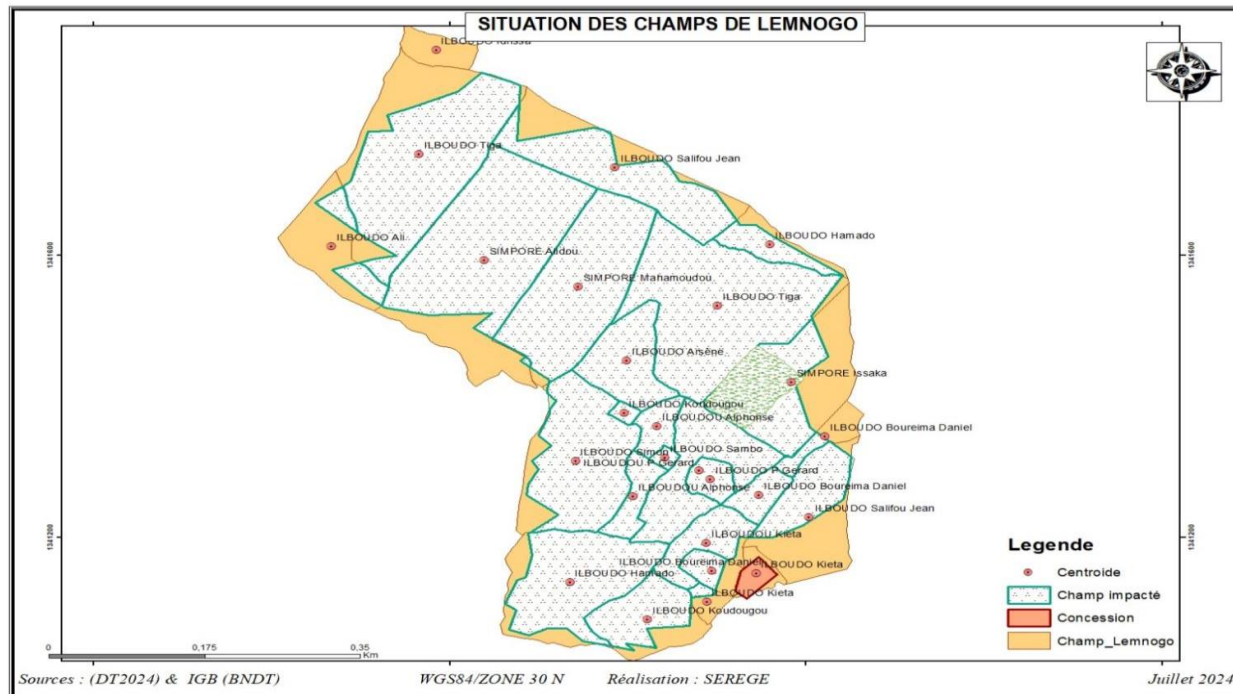 SITUATION DES CHAMPS DE LEMNOGO
ILBOUDO Idrissa
ILBOUDO Tiga
ILBOUDO Salifou Jean
ILBOUDO Ali
ILBOUDO Hamado
1341600
1341600
SIMPORE Alidou
SIMPORE Mahamoudou
ILBOUDO Tiga
ILBOUDO Arsène
SIMPORE Issaka
ILBOUDO Koudougou
ILBOUDOU Alphonse
ILBOUDO Boureima Daniel
ILBOUDO Simon
ILBOUDO Sambo
ILBOUDOU P Gérard
ILBOUDO P Gérard
ILBOUDOU Alphonse
ILBOUDO Boureima Daniel
ILBOUDO Salifou Jean
1341200
1341200
ILBOUDOU Kieta
ILBOUDO Boureima Daniel
ILBOUDO Kieta
ILBOUDO Hamado
ILBOUDO Kieta
ILBOUDO Koudougou
Legende
Centroide
Champ impacté
Concession
Champ_Lemnogo
0 0,175 0,35
Km
Sources : (DT2024) & IGB (BNDT) WGS84/ZONE 30 N Réalisation : SEREGE Juillet 2024